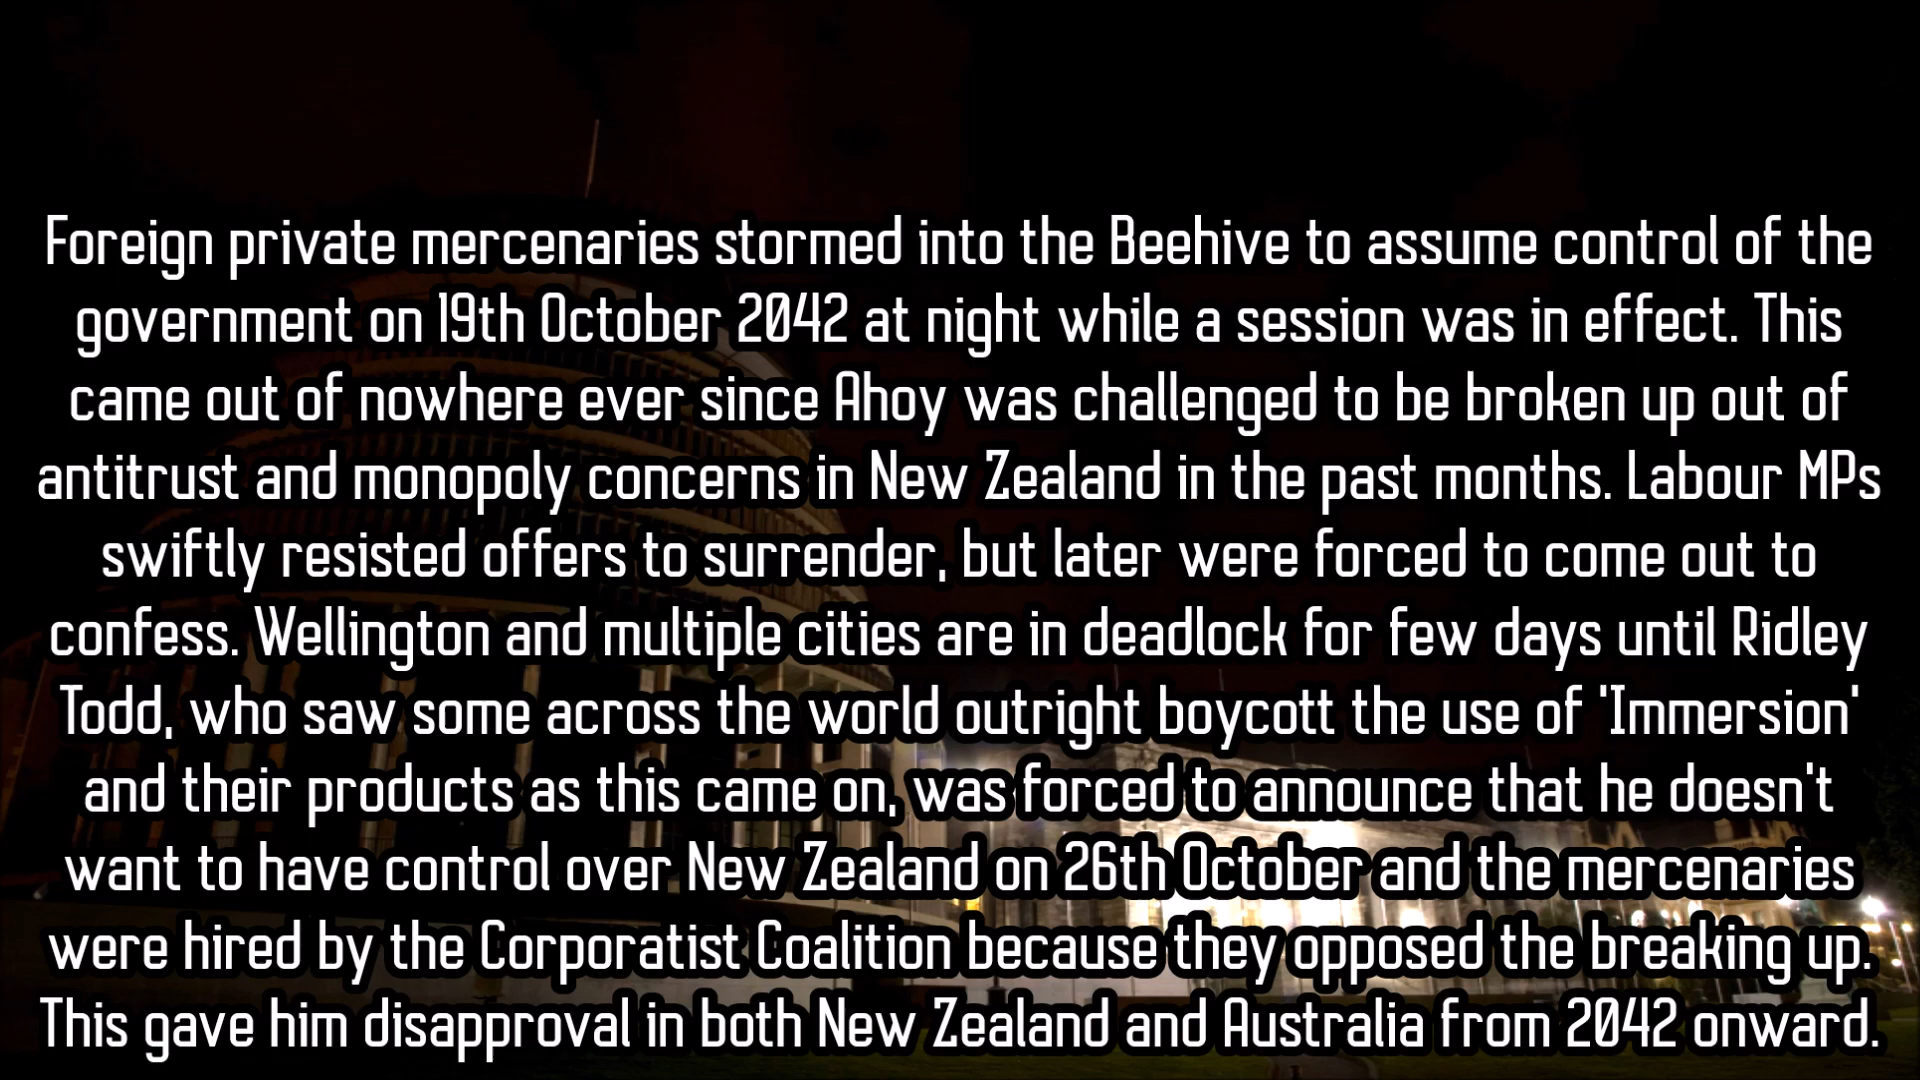 Foreign private mercenaries stormed into the Beehive to assume control of the
government on 19th October 2042 at night while a session was in effect. This
came out of nowhere ever since Ahoy was challenged to be broken up out of
antitrust and monopoly concerns in New Zealand in the past months. Labour MPs
swiftly resisted offers to surrender, but later were forced to come out to
confess. Wellington and multiple cities are in deadlock for few days until Ridley
Todd, who saw some across the world outright boycott the use of 'Immersion'
and their products as this came on, was forced to announce that he doesn't
want to have control over New Zealand on 26th October and the mercenaries
were hired by the Corporatist Coalition because they opposed the breaking up.
This gave him disapproval in both New Zealand and Australia from 2042 onward.